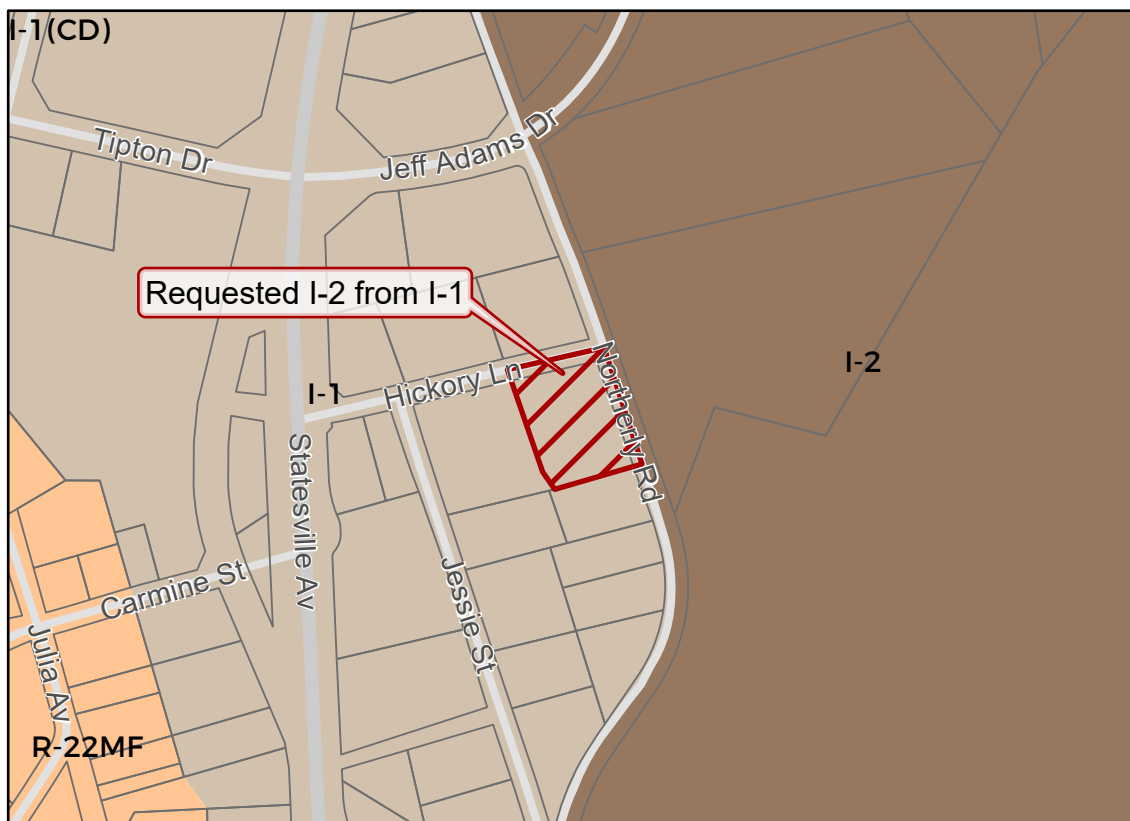 I-1(CD)
Tipton Dr
Jeff Adams Dr
Requested I-2 from I-1
I-2
Northerly Rd
Hickory Ln
I-1
Statesville Av
Jessie St
Carmine St
Julia Av
R-22MF